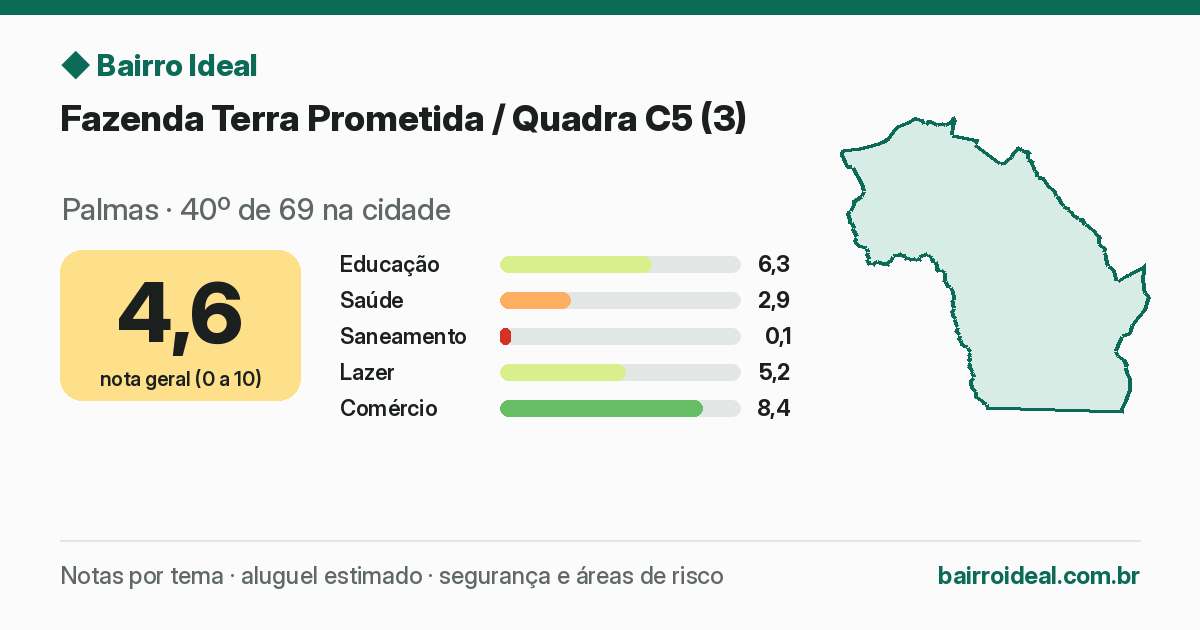 Bairro Ideal
Fazenda Terra Prometida / Quadra C5 (3)
Palmas · 40º de 69 na cidade
4,6
nota geral (0 a 10)
Educação 6,3
Saúde 2,9
Saneamento 0,1
Lazer 5,2
Comércio 8,4
Notas por tema · aluguel estimado · segurança e áreas de risco
bairroideal.com.br